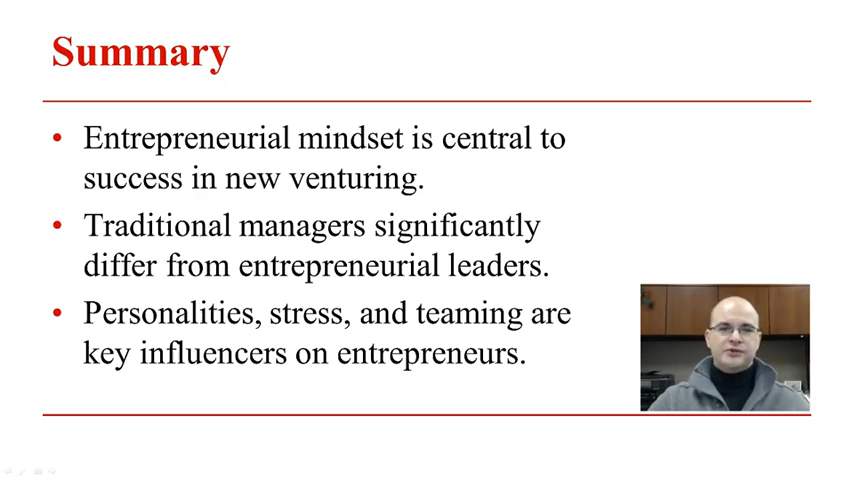 Summary
• Entrepreneurial mindset is central to
success in new venturing.
• Traditional managers significantly
differ from entrepreneurial leaders.
• Personalities, stress, and teaming are
key influencers on entrepreneurs.